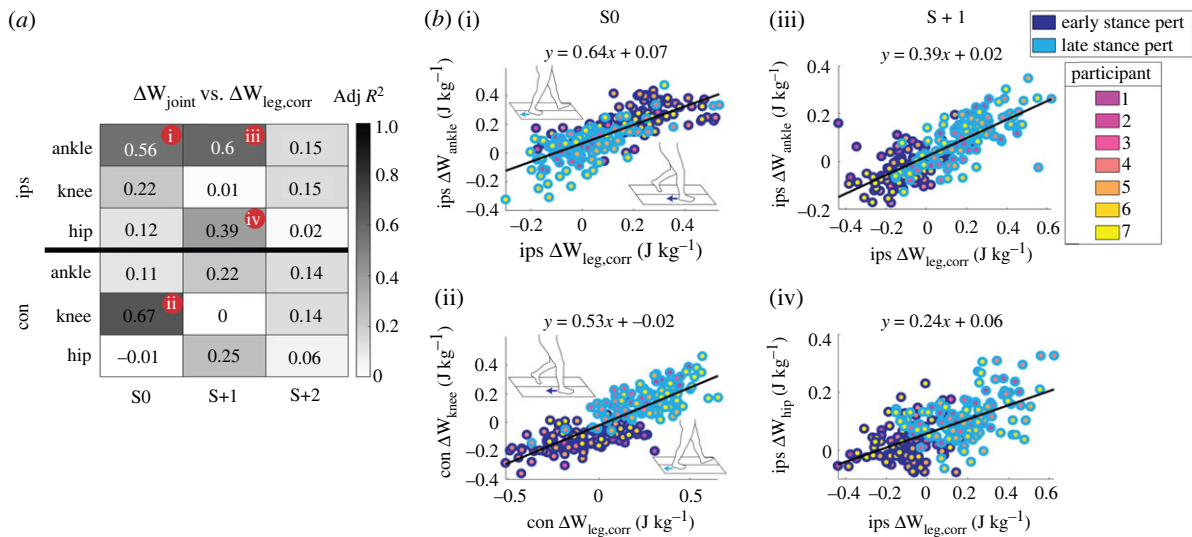 (a)
ΔW_joint vs. ΔW_leg,corr
Adj R²
ips
ankle 0.56 i 0.6 iii 0.15
knee 0.22 0.01 0.15
hip 0.12 0.39 iv 0.02
con
ankle 0.11 0.22 0.14
knee 0.67 ii 0 0.14
hip –0.01 0.25 0.06
S0 S+1 S+2
1.0
0.8
0.6
0.4
0.2
0
(b) (i) S0
y = 0.64x + 0.07
ips ΔW_ankle (J kg⁻¹)
0.4
0.2
0
–0.2
–0.4
–0.2 0 0.2 0.4
ips ΔW_leg,corr (J kg⁻¹)
(ii)
y = 0.53x + –0.02
con ΔW_knee (J kg⁻¹)
0.6
0.4
0.2
0
–0.2
–0.4
–0.5 0 0.5
con ΔW_leg,corr (J kg⁻¹)
(iii) S + 1
y = 0.39x + 0.02
ips ΔW_ankle (J kg⁻¹)
0.4
0.2
0
–0.2
–0.4 –0.2 0 0.2 0.4 0.6
ips ΔW_leg,corr (J kg⁻¹)
(iv)
y = 0.24x + 0.06
ips ΔW_hip (J kg⁻¹)
0.4
0.2
0
–0.4 –0.2 0 0.2 0.4 0.6
ips ΔW_leg,corr (J kg⁻¹)
early stance pert
late stance pert
participant
1
2
3
4
5
6
7